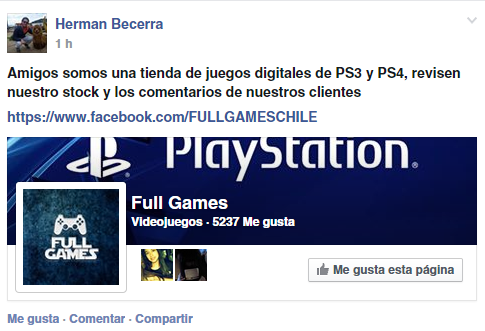 Herman Becerra
1 h
Amigos somos una tienda de juegos digitales de PS3 y PS4, revisen
nuestro stock y los comentarios de nuestros clientes
https://www.facebook.com/FULLGAMESCHILE
PlayStation.
FULL
GAMES
Full Games
Videojuegos · 5237 Me gusta
Me gusta esta página
Me gusta · Comentar · Compartir